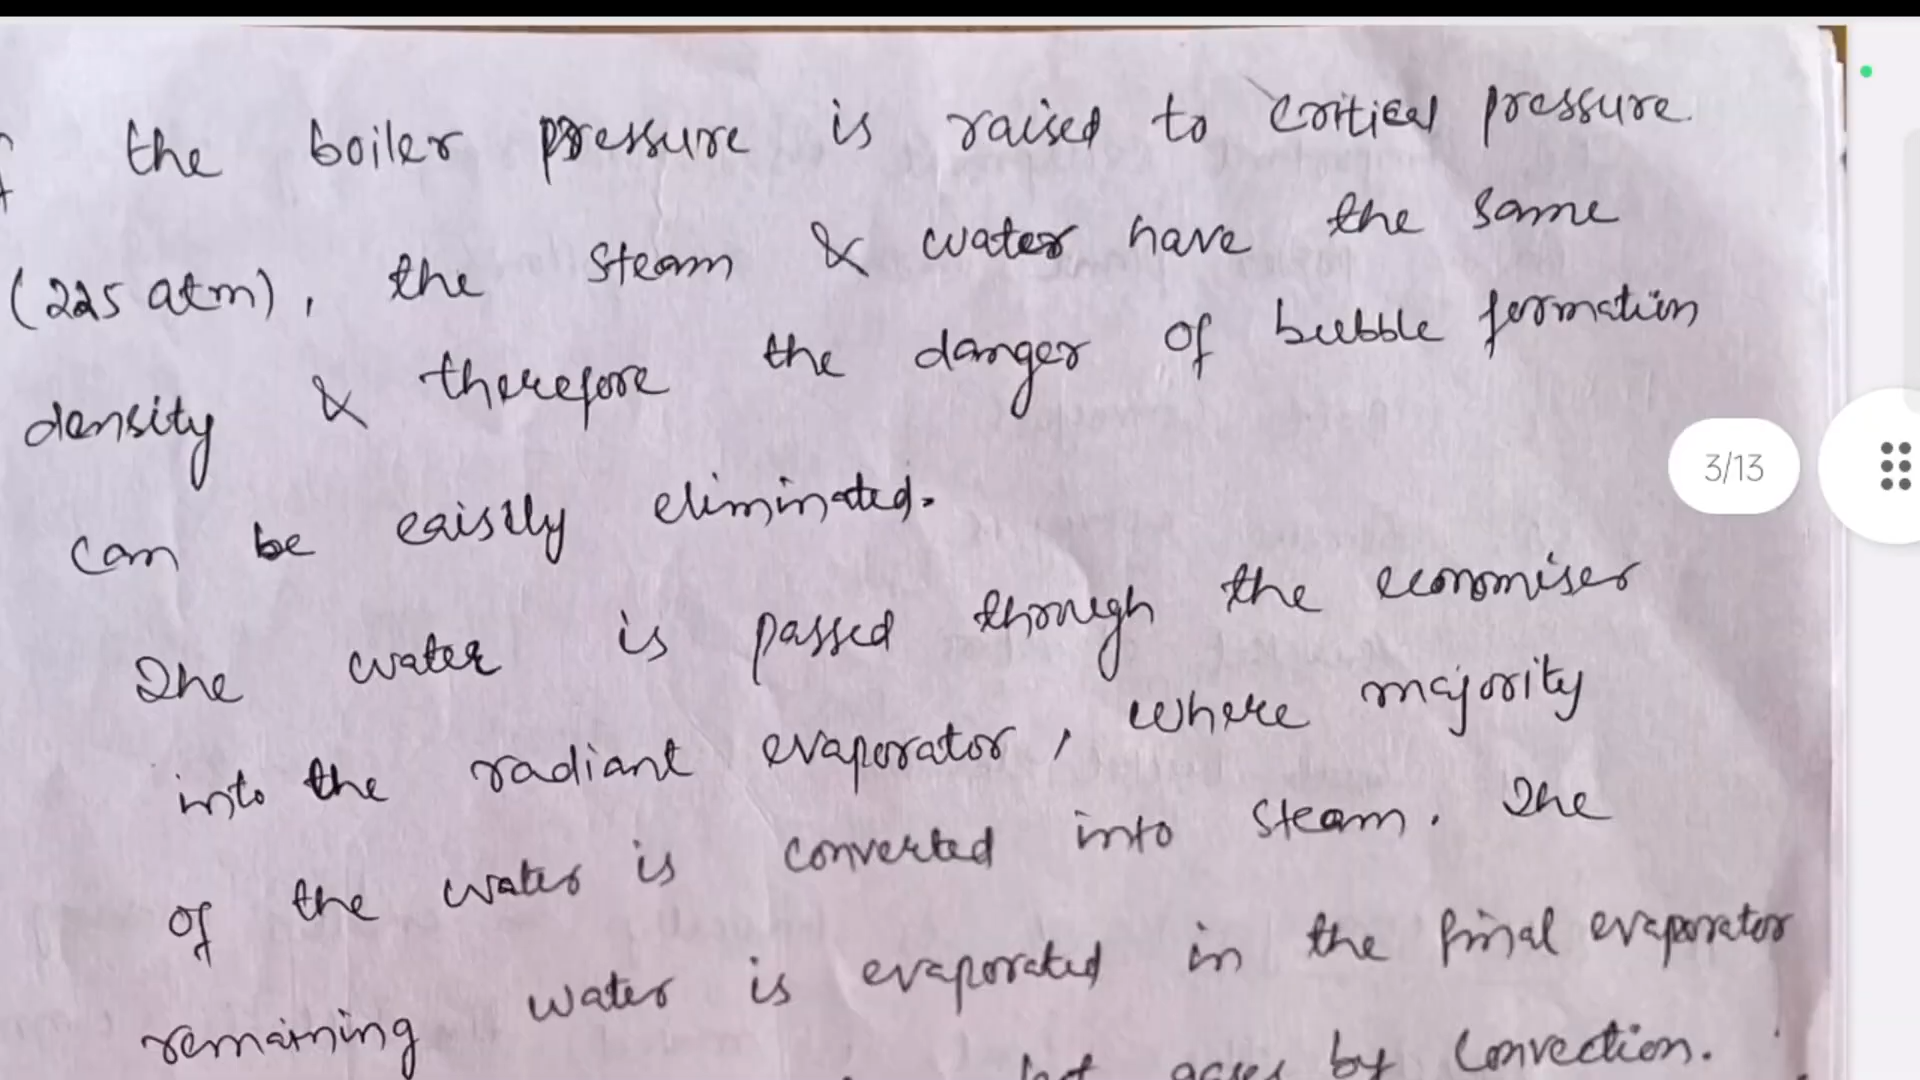 the boiler pressure is raised to critical pressure.
(225 atm), the steam & water have the same
density & therefore the danger of bubble formation
can be eaistly eliminated.
The water is passed through the economiser
into the radiant evaporator, where majority
of the water is converted into steam. The
remaining water is evaporated in the final evaporator
hot gases by convection.
3/13